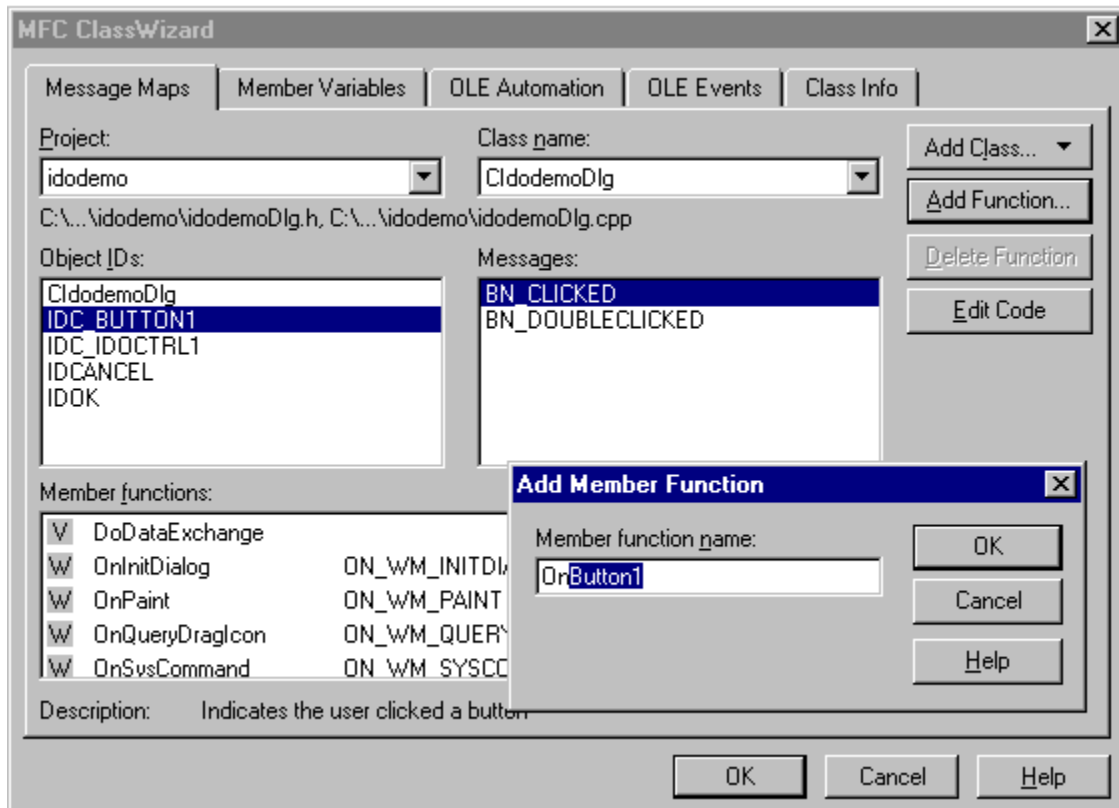 MFC ClassWizard
Message Maps Member Variables OLE Automation OLE Events Class Info
Project: Class name:
idodemo CIdodemoDlg
Add Class...
C:\...\idodemo\idodemoDlg.h, C:\...\idodemo\idodemoDlg.cpp
Add Function...
Object IDs: Messages:
Delete Function
CIdodemoDlg BN_CLICKED
IDC_BUTTON1 BN_DOUBLECLICKED
Edit Code
IDC_IDOCTRL1
IDCANCEL
IDOK
Member functions:
Add Member Function
V DoDataExchange
W OnInitDialog ON_WM_INITDIA
W OnPaint ON_WM_PAINT
W OnQueryDragIcon ON_WM_QUERY
W OnSysCommand ON_WM_SYSCO
Member function name:
OnButton1
OK
Cancel
Help
Description: Indicates the user clicked a button
OK Cancel Help